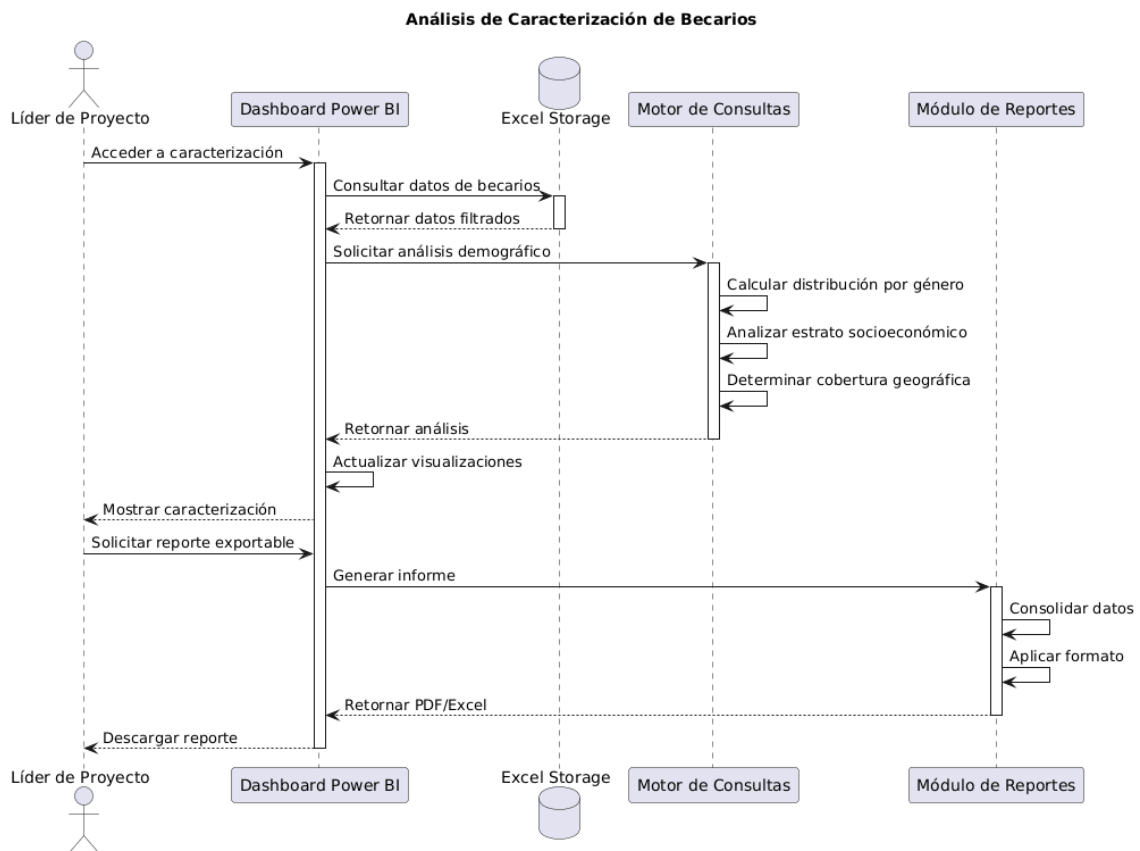 Análisis de Caracterización de Becarios
Líder de Proyecto
Dashboard Power BI
Excel Storage
Motor de Consultas
Módulo de Reportes
Acceder a caracterización
Consultar datos de becarios
Retornar datos filtrados
Solicitar análisis demográfico
Calcular distribución por género
Analizar estrato socioeconómico
Determinar cobertura geográfica
Retornar análisis
Actualizar visualizaciones
Mostrar caracterización
Solicitar reporte exportable
Generar informe
Consolidar datos
Aplicar formato
Retornar PDF/Excel
Descargar reporte
Líder de Proyecto
Dashboard Power BI
Excel Storage
Motor de Consultas
Módulo de Reportes